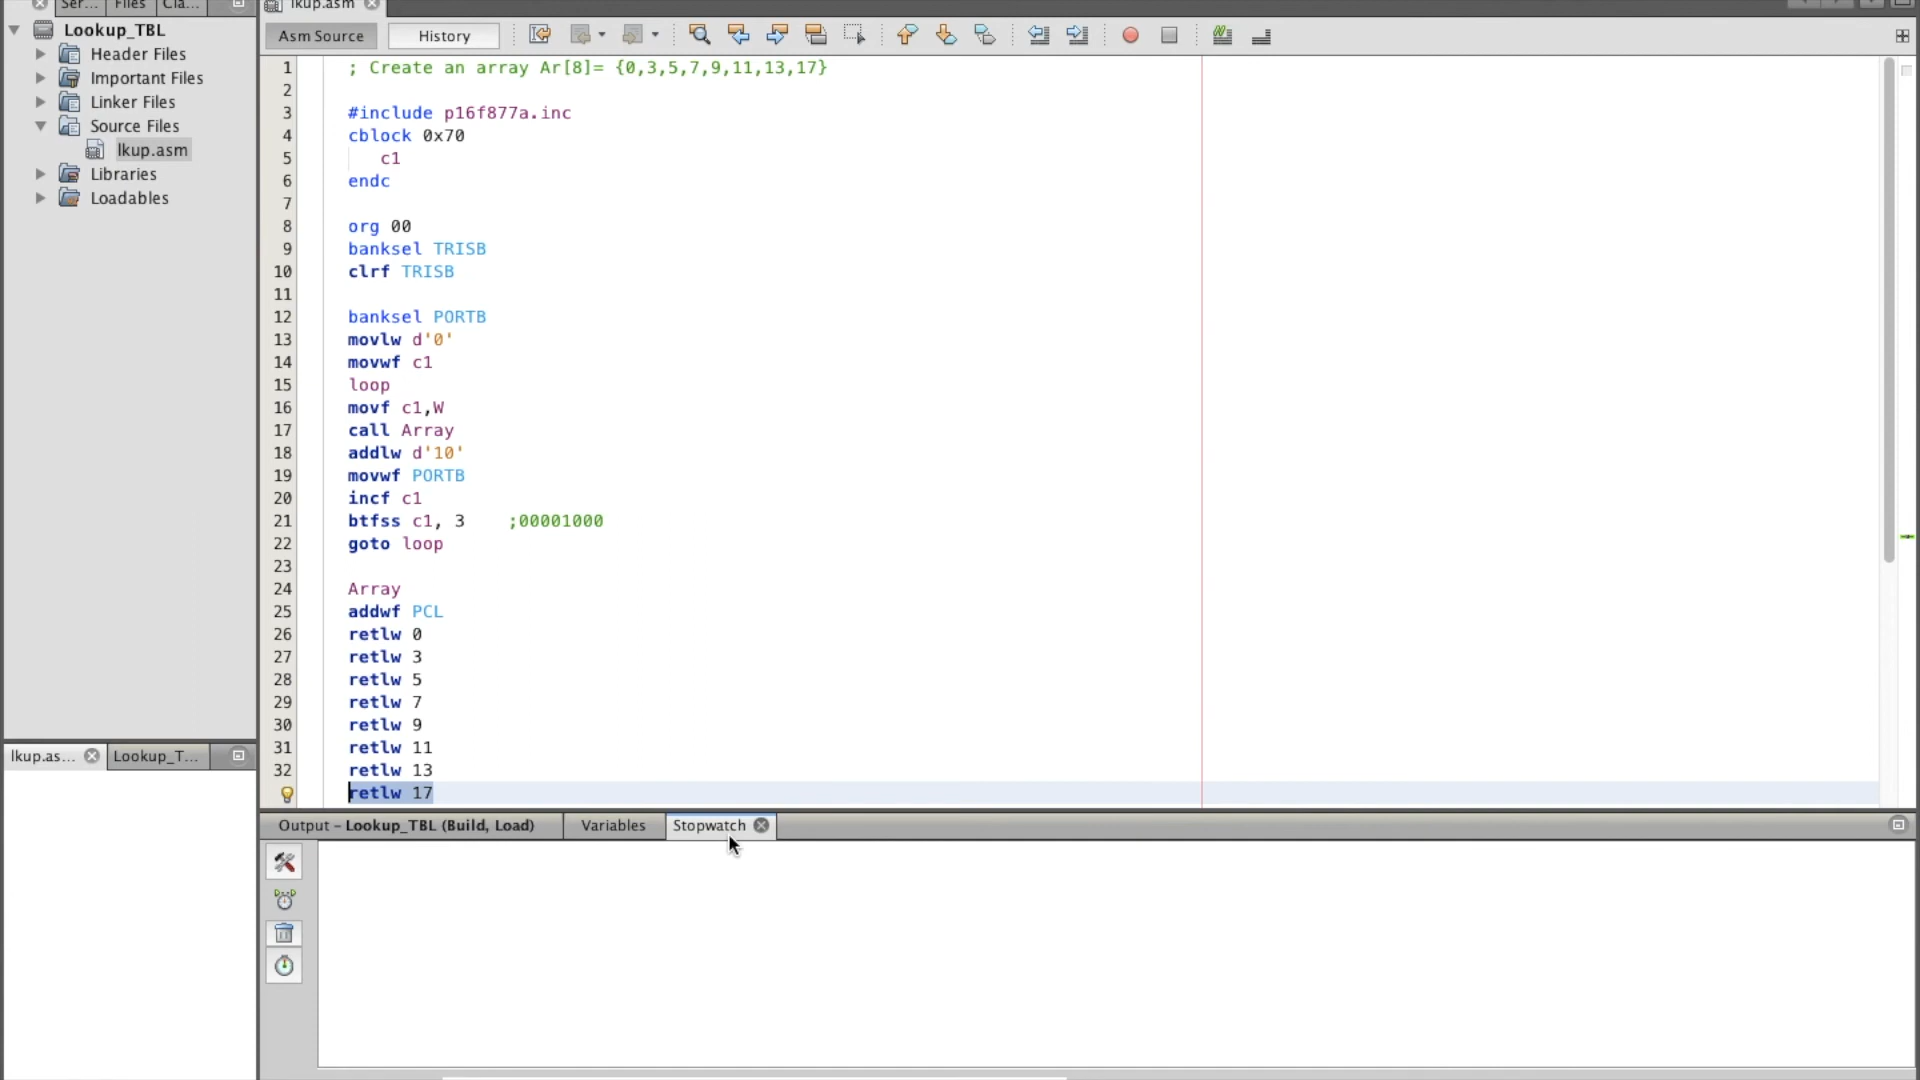 Ser... Files Cla...
lkup.asm
Lookup_TBL
Header Files
Important Files
Linker Files
Source Files
lkup.asm
Libraries
Loadables
Asm Source History
1 ; Create an array Ar[8]= {0,3,5,7,9,11,13,17}
2
3 #include p16f877a.inc
4 cblock 0x70
5 c1
6 endc
7
8 org 00
9 banksel TRISB
10 clrf TRISB
11
12 banksel PORTB
13 movlw d'0'
14 movwf c1
15 loop
16 movf c1,W
17 call Array
18 addlw d'10'
19 movwf PORTB
20 incf c1
21 btfss c1, 3 ;00001000
22 goto loop
23
24 Array
25 addwf PCL
26 retlw 0
27 retlw 3
28 retlw 5
29 retlw 7
30 retlw 9
31 retlw 11
32 retlw 13
retlw 17
lkup.as... Lookup_T...
Output – Lookup_TBL (Build, Load) Variables Stopwatch